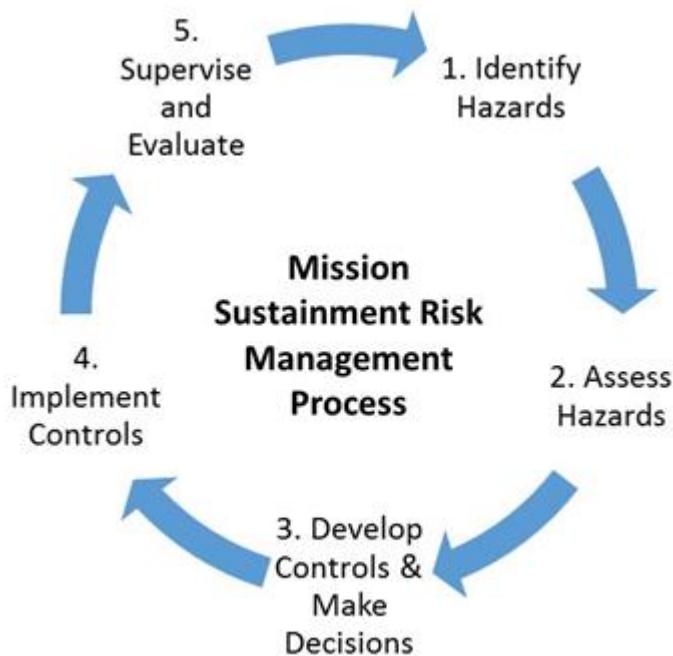 Mission
Sustainment Risk
Management
Process
1. Identify
Hazards
2. Assess
Hazards
3. Develop
Controls &
Make
Decisions
4.
Implement
Controls
5.
Supervise
and
Evaluate